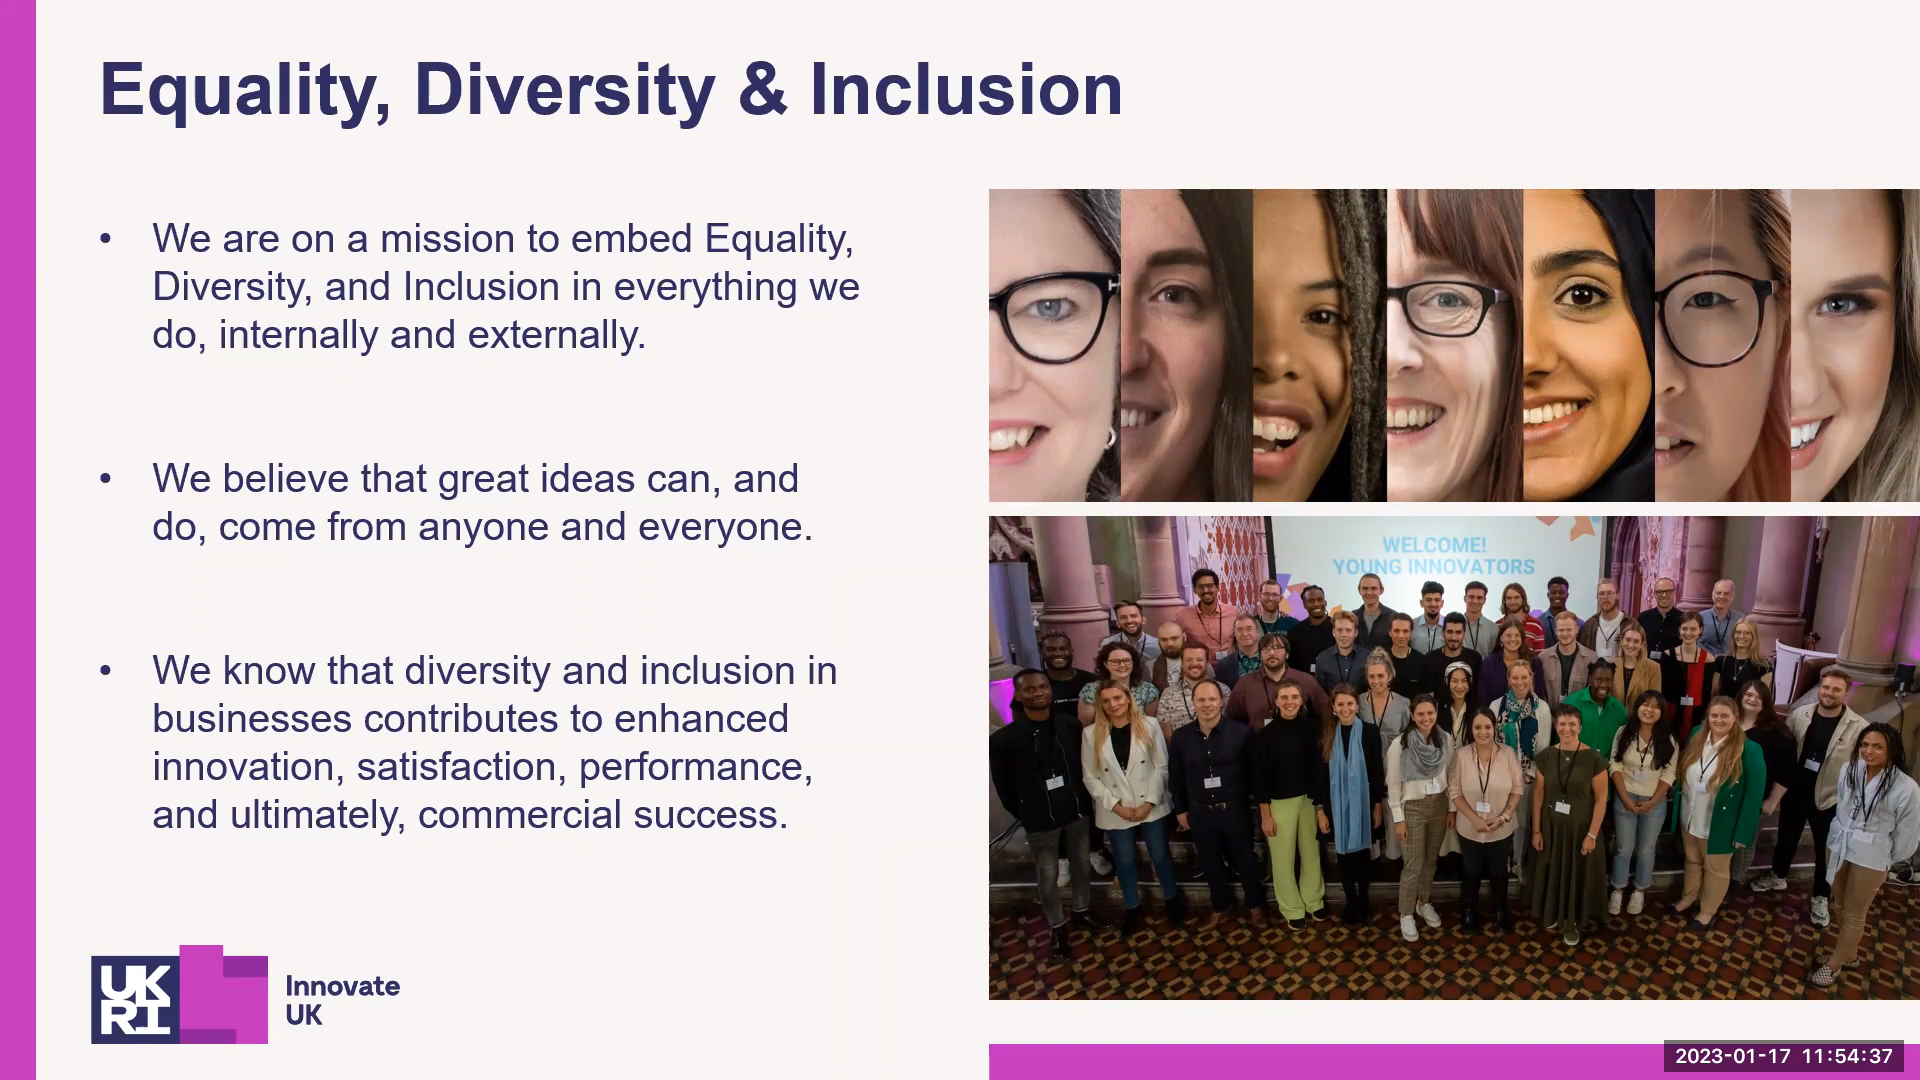 Equality, Diversity & Inclusion
• We are on a mission to embed Equality,
Diversity, and Inclusion in everything we
do, internally and externally.
• We believe that great ideas can, and
do, come from anyone and everyone.
• We know that diversity and inclusion in
businesses contributes to enhanced
innovation, satisfaction, performance,
and ultimately, commercial success.
WELCOME!
YOUNG INNOVATORS
UK
RI
Innovate
UK
2023-01-17 11:54:37